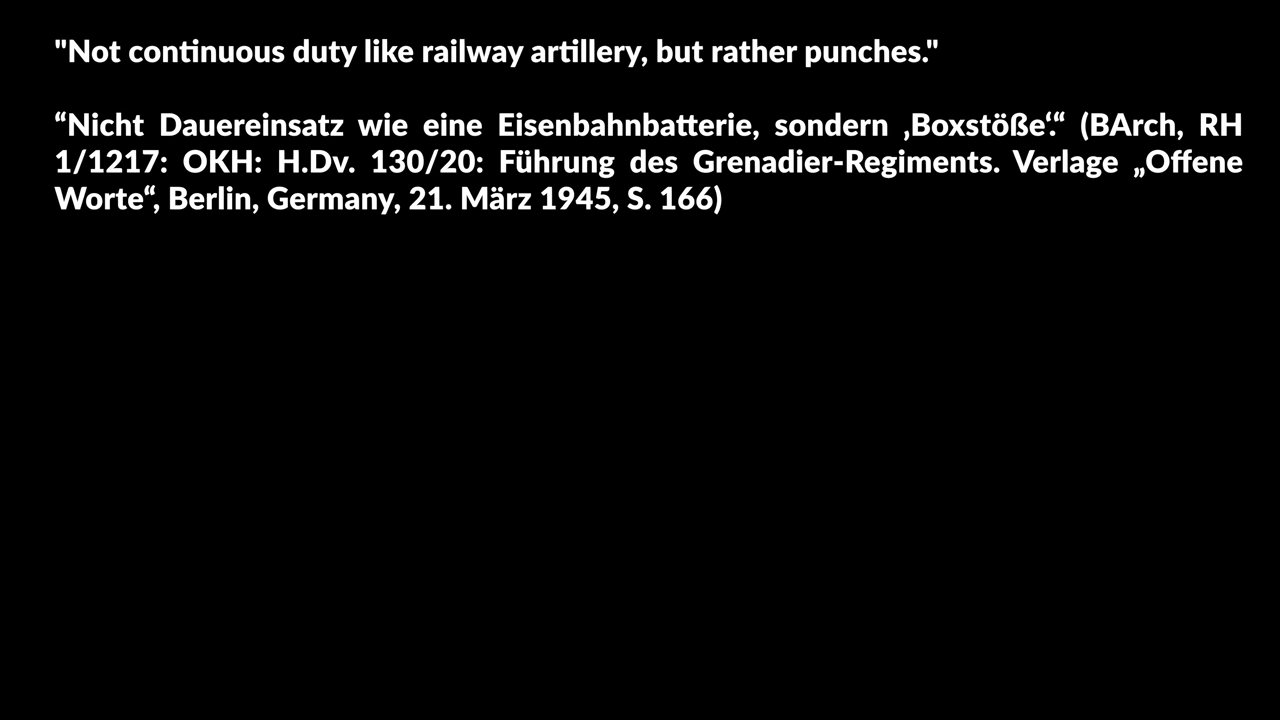 "Not continuous duty like railway artillery, but rather punches."
“Nicht Dauereinsatz wie eine Eisenbahnbatterie, sondern ‚Boxstöße‘.“ (BArch, RH
1/1217: OKH: H.Dv. 130/20: Führung des Grenadier-Regiments. Verlage „Offene
Worte“, Berlin, Germany, 21. März 1945, S. 166)